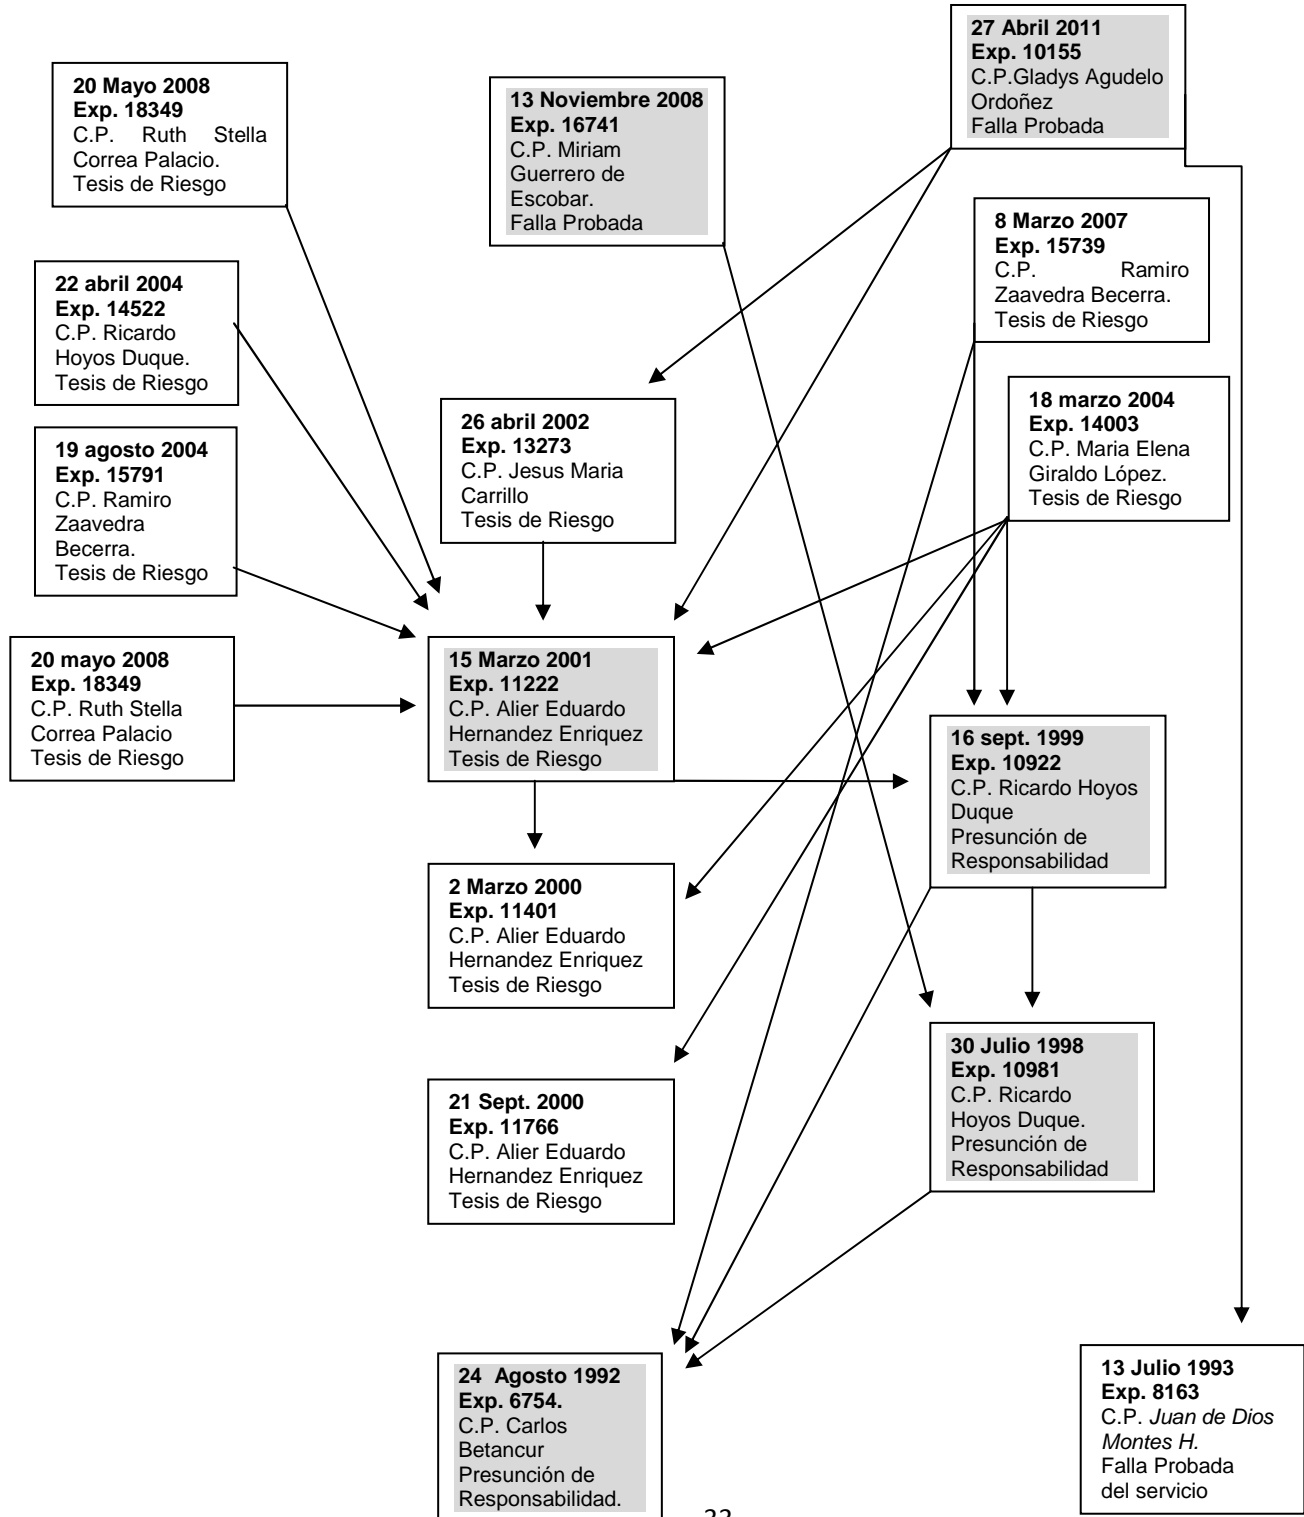 27 Abril 2011
Exp. 10155
C.P.Gladys Agudelo
Ordoñez
Falla Probada
20 Mayo 2008
Exp. 18349
C.P. Ruth Stella
Correa Palacio.
Tesis de Riesgo
13 Noviembre 2008
Exp. 16741
C.P. Miriam
Guerrero de
Escobar.
Falla Probada
8 Marzo 2007
Exp. 15739
C.P. Ramiro
Zaavedra Becerra.
Tesis de Riesgo
22 abril 2004
Exp. 14522
C.P. Ricardo
Hoyos Duque.
Tesis de Riesgo
18 marzo 2004
Exp. 14003
C.P. Maria Elena
Giraldo López.
Tesis de Riesgo
26 abril 2002
Exp. 13273
C.P. Jesus Maria
Carrillo
Tesis de Riesgo
19 agosto 2004
Exp. 15791
C.P. Ramiro
Zaavedra
Becerra.
Tesis de Riesgo
20 mayo 2008
Exp. 18349
C.P. Ruth Stella
Correa Palacio
Tesis de Riesgo
15 Marzo 2001
Exp. 11222
C.P. Alier Eduardo
Hernandez Enriquez
Tesis de Riesgo
16 sept. 1999
Exp. 10922
C.P. Ricardo Hoyos
Duque
Presunción de
Responsabilidad
2 Marzo 2000
Exp. 11401
C.P. Alier Eduardo
Hernandez Enriquez
Tesis de Riesgo
30 Julio 1998
Exp. 10981
C.P. Ricardo
Hoyos Duque.
Presunción de
Responsabilidad
21 Sept. 2000
Exp. 11766
C.P. Alier Eduardo
Hernandez Enriquez
Tesis de Riesgo
24 Agosto 1992
Exp. 6754.
C.P. Carlos
Betancur
Presunción de
Responsabilidad.
13 Julio 1993
Exp. 8163
C.P. Juan de Dios
Montes H.
Falla Probada
del servicio